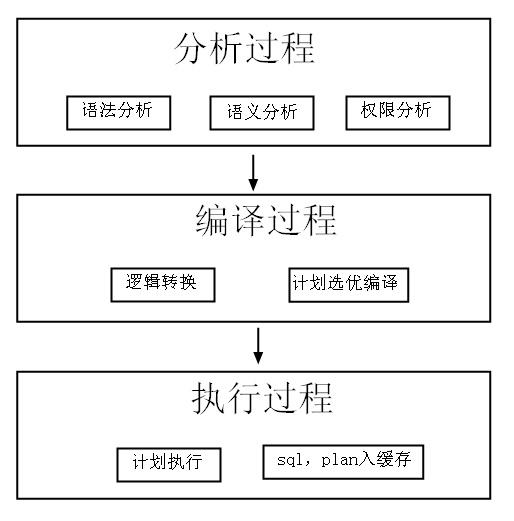 分析过程
语法分析 语义分析 权限分析
编译过程
逻辑转换 计划选优编译
执行过程
计划执行 sql，plan入缓存